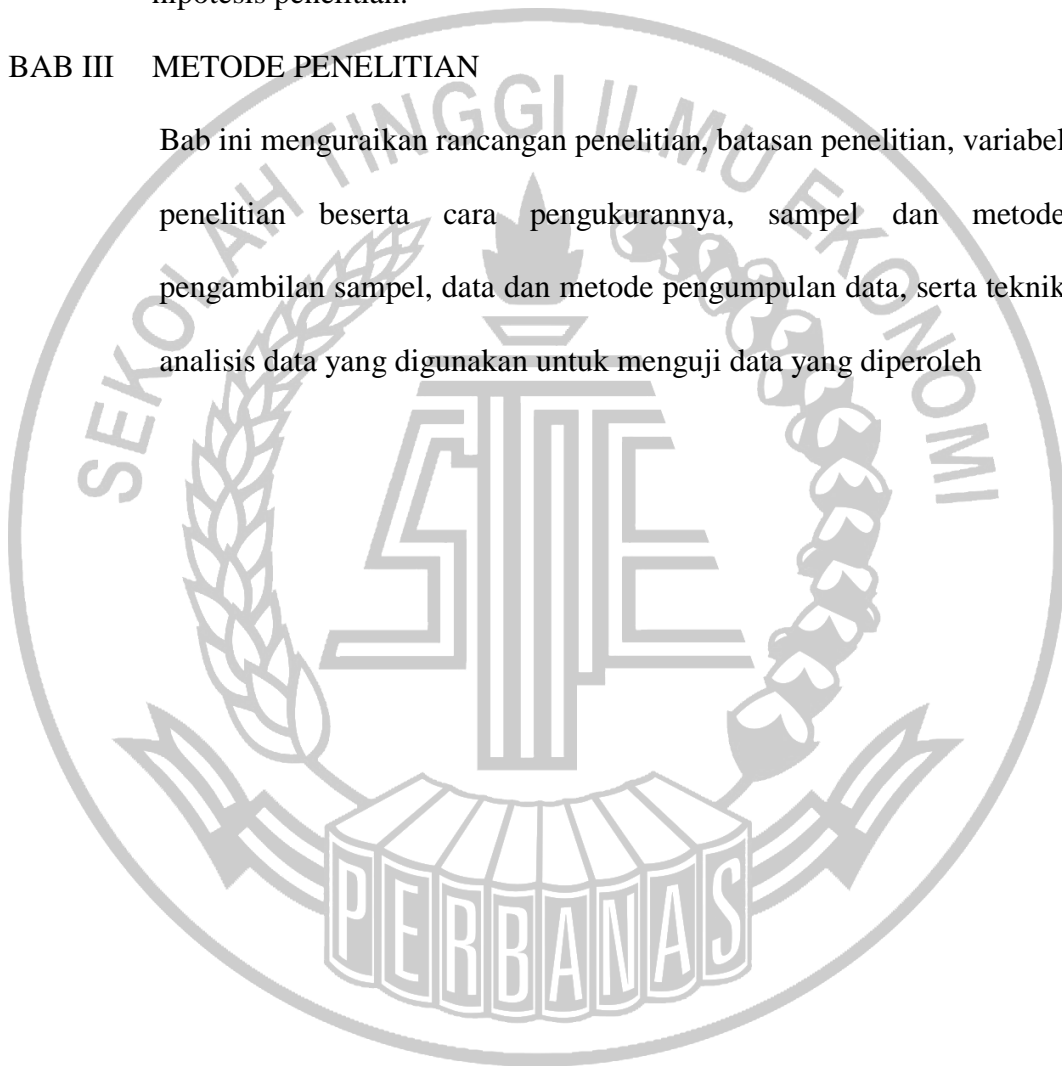 hipotesis penelitian.
BAB III METODE PENELITIAN
Bab ini menguraikan rancangan penelitian, batasan penelitian, variabel
penelitian beserta cara pengukurannya, sampel dan metode
pengambilan sampel, data dan metode pengumpulan data, serta teknik
analisis data yang digunakan untuk menguji data yang diperoleh
SEKOLAH TINGGI ILMU EKONOMI
STIE
PERBANAS